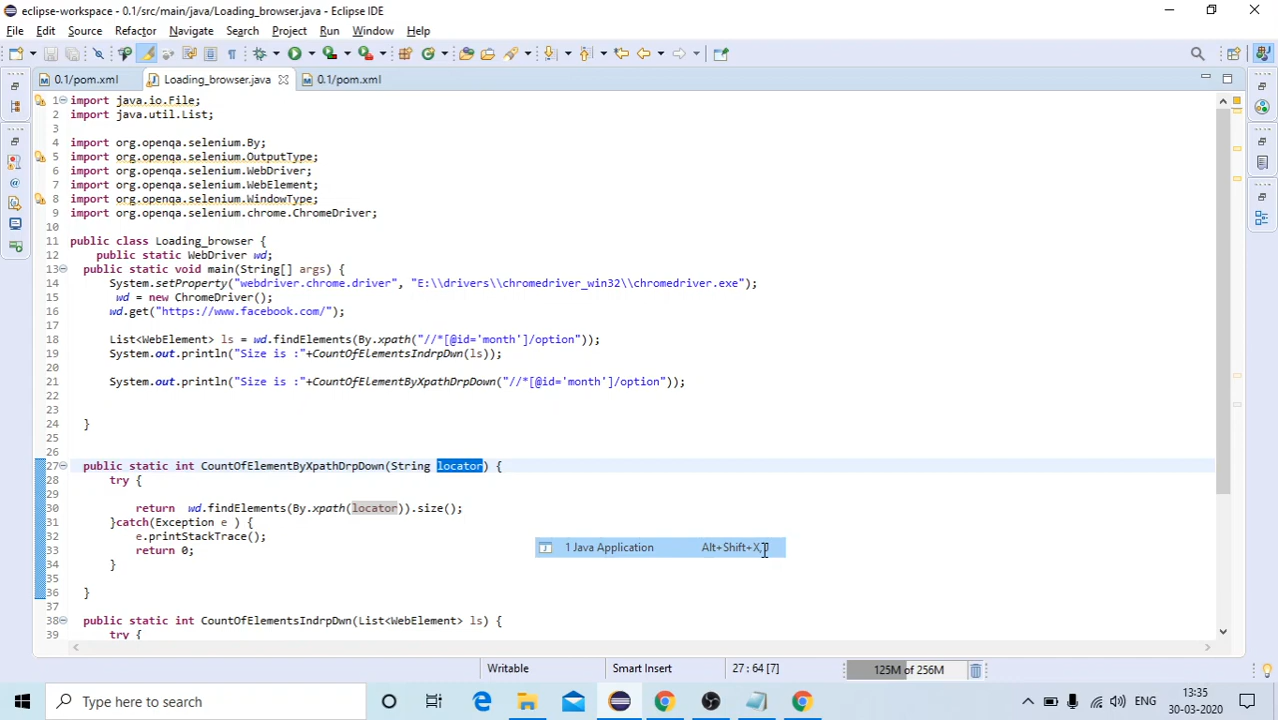 eclipse-workspace - 0.1/src/main/java/Loading_browser.java - Eclipse IDE
File Edit Source Refactor Navigate Search Project Run Window Help
0.1/pom.xml Loading_browser.java 0.1/pom.xml
1 import java.io.File;
2 import java.util.List;
3
4 import org.openqa.selenium.By;
5 import org.openqa.selenium.OutputType;
6 import org.openqa.selenium.WebDriver;
7 import org.openqa.selenium.WebElement;
8 import org.openqa.selenium.WindowType;
9 import org.openqa.selenium.chrome.ChromeDriver;
10
11 public class Loading_browser {
12 public static WebDriver wd;
13 public static void main(String[] args) {
14 System.setProperty("webdriver.chrome.driver", "E:\\drivers\\chromedriver_win32\\chromedriver.exe");
15 wd = new ChromeDriver();
16 wd.get("https://www.facebook.com/");
17
18 List<WebElement> ls = wd.findElements(By.xpath("//*[@id='month']/option"));
19 System.out.println("Size is :"+CountOfElementsIndrpDwn(ls));
20
21 System.out.println("Size is :"+CountOfElementByXpathDrpDown("//*[@id='month']/option"));
22
23
24 }
25
26
27 public static int CountOfElementByXpathDrpDown(String locator) {
28 try {
29
30 return wd.findElements(By.xpath(locator)).size();
31 }catch(Exception e ) {
32 e.printStackTrace();
33 return 0;
34 }
35
36 }
37
38 public static int CountOfElementsIndrpDwn(List<WebElement> ls) {
39 try {
1 Java Application Alt+Shift+X,
Writable Smart Insert 27 : 64 [7] 125M of 256M
Type here to search
ENG
13:35
30-03-2020